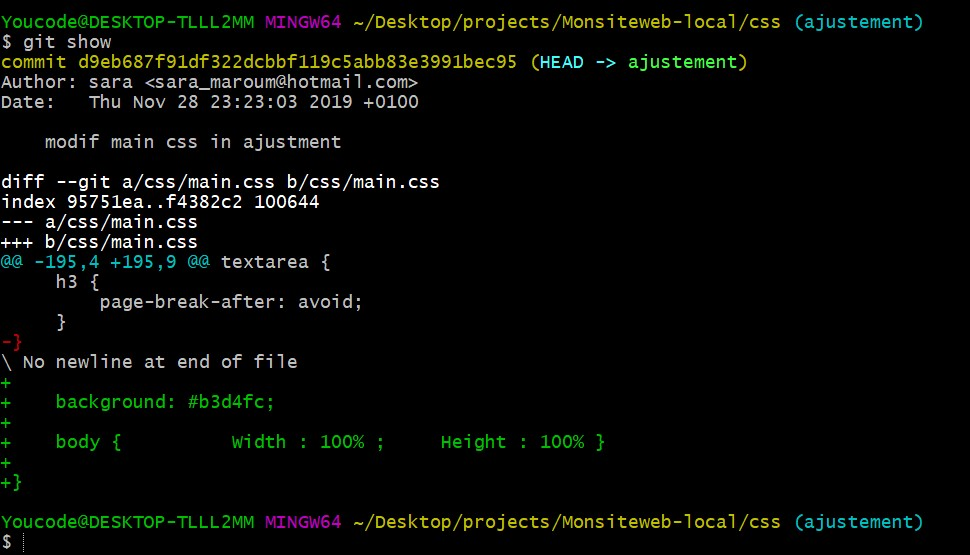 Youcode@DESKTOP-TLLL2MM MINGW64 ~/Desktop/projects/Monsiteweb-local/css (ajustement)
$ git show
commit d9eb687f91df322dcbbf119c5abb83e3991bec95 (HEAD -> ajustement)
Author: sara <sara_maroum@hotmail.com>
Date:   Thu Nov 28 23:23:03 2019 +0100

    modif main css in ajustment

diff --git a/css/main.css b/css/main.css
index 95751ea..f4382c2 100644
--- a/css/main.css
+++ b/css/main.css
@@ -195,4 +195,9 @@ textarea {
     h3 {
         page-break-after: avoid;
     }
-}
\ No newline at end of file
+
+    background: #b3d4fc;
+
+    body {          Width : 100% ;     Height : 100% }
+
+}

Youcode@DESKTOP-TLLL2MM MINGW64 ~/Desktop/projects/Monsiteweb-local/css (ajustement)
$